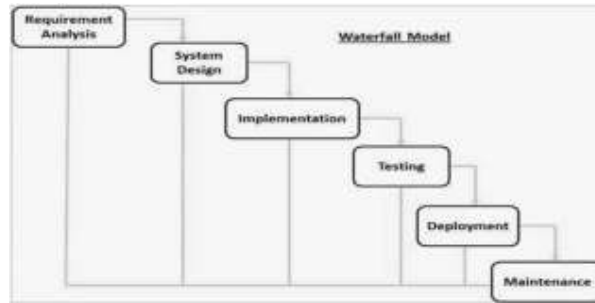 Requirement
Analysis
Waterfall Model
System
Design
Implementation
Testing
Deployment
Maintenance